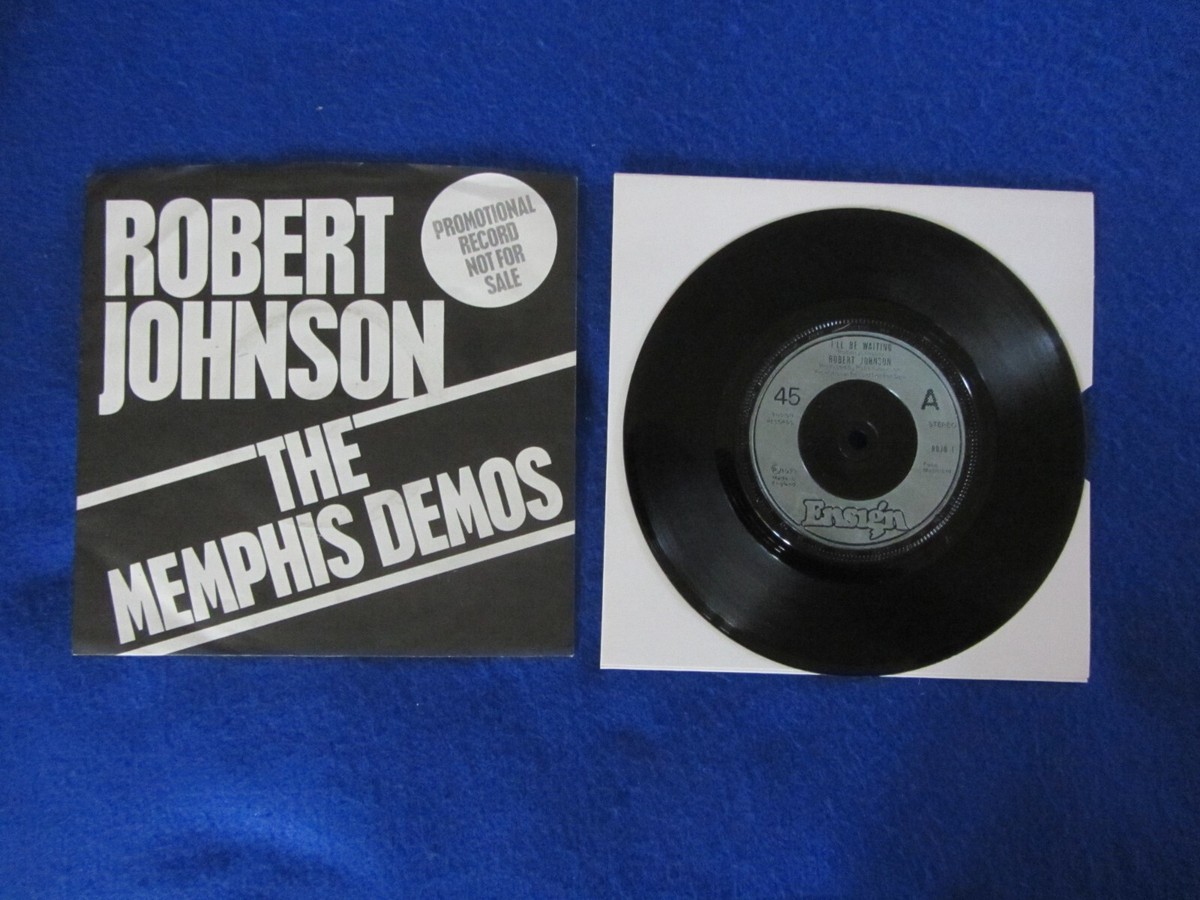 ROBERT
JOHNSON
PROMOTIONAL
RECORD
NOT FOR
SALE
THE
MEMPHIS DEMOS
I'LL BE WAITING
ROBERT JOHNSON
45
A
Ensign